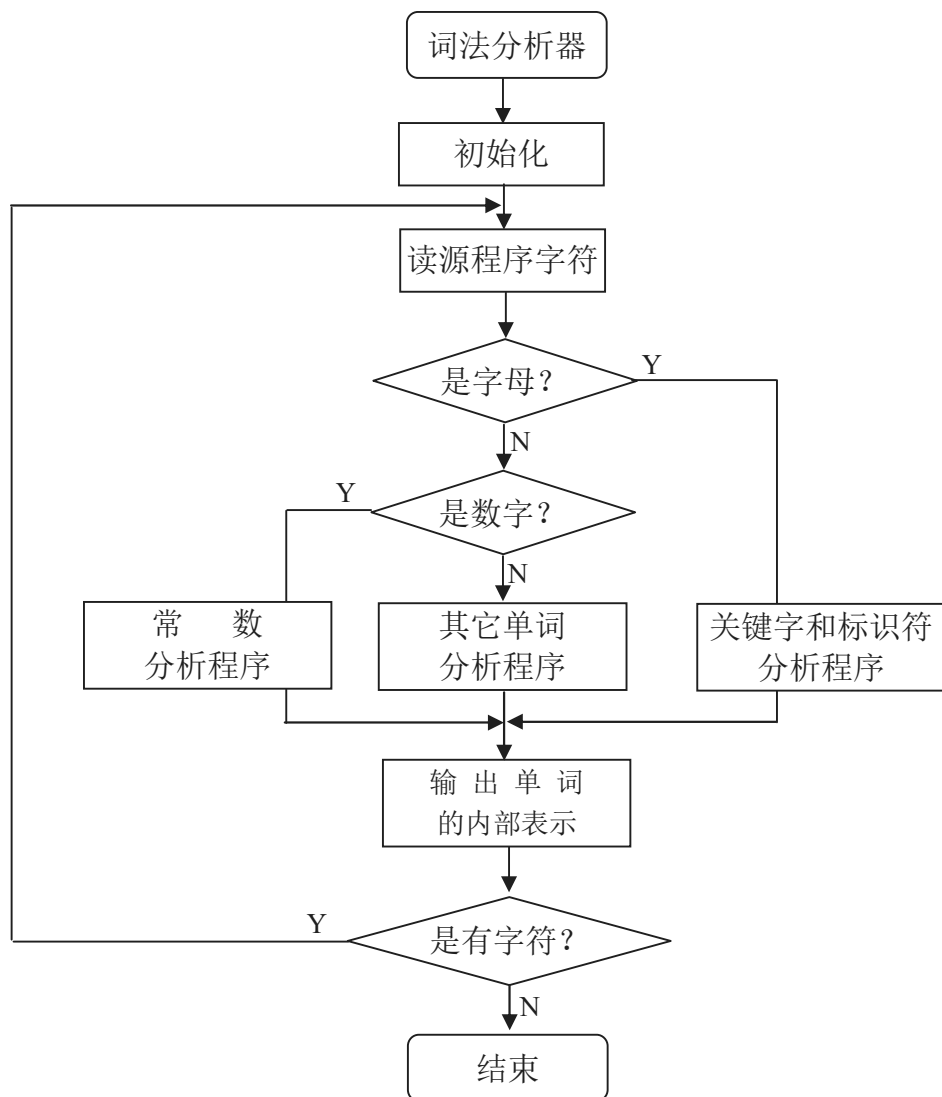 词法分析器
初始化
读源程序字符
是字母?
Y
N
是数字?
Y
N
常 数
分析程序
其它单词
分析程序
关键字和标识符
分析程序
输 出 单 词
的内部表示
是有字符?
Y
N
结束